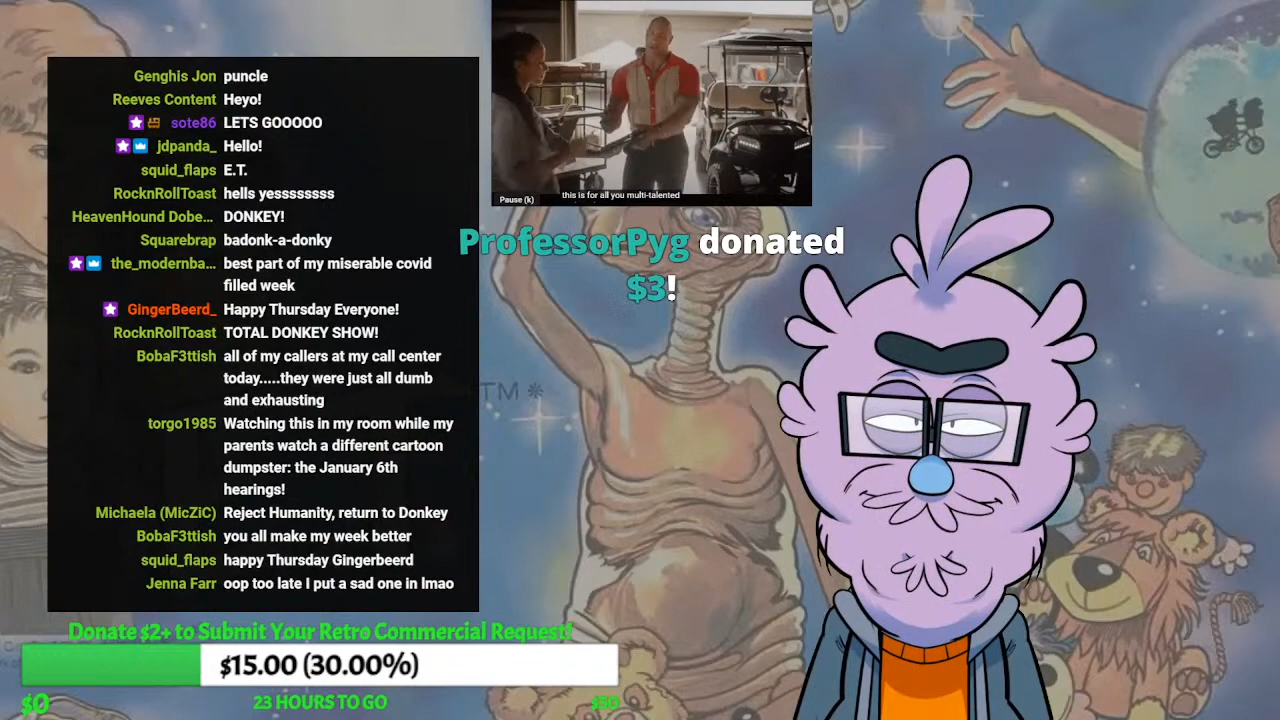 Genghis Jon puncle
Reeves Content Heyo!
sote86 LETS GOOOOO
jdpanda_ Hello!
squid_flaps E.T.
RocknRollToast hells yesssssssss
HeavenHound Dobe... DONKEY!
Squarebrap badonk-a-donky
the_modernba... best part of my miserable covid
filled week
GingerBeerd_ Happy Thursday Everyone!
RocknRollToast TOTAL DONKEY SHOW!
BobaF3ttish all of my callers at my call center
today.....they were just all dumb
and exhausting
torgo1985 Watching this in my room while my
parents watch a different cartoon
dumpster: the January 6th
hearings!
Michaela (MicZiC) Reject Humanity, return to Donkey
BobaF3ttish you all make my week better
squid_flaps happy Thursday Gingerbeerd
Jenna Farr oop too late I put a sad one in lmao
this is for all you multi-talented
Pause (k)
ProfessorPyg donated
$3!
TM *
Donate $2+ to Submit Your Retro Commercial Request!
$15.00 (30.00%)
$0 23 HOURS TO GO $50